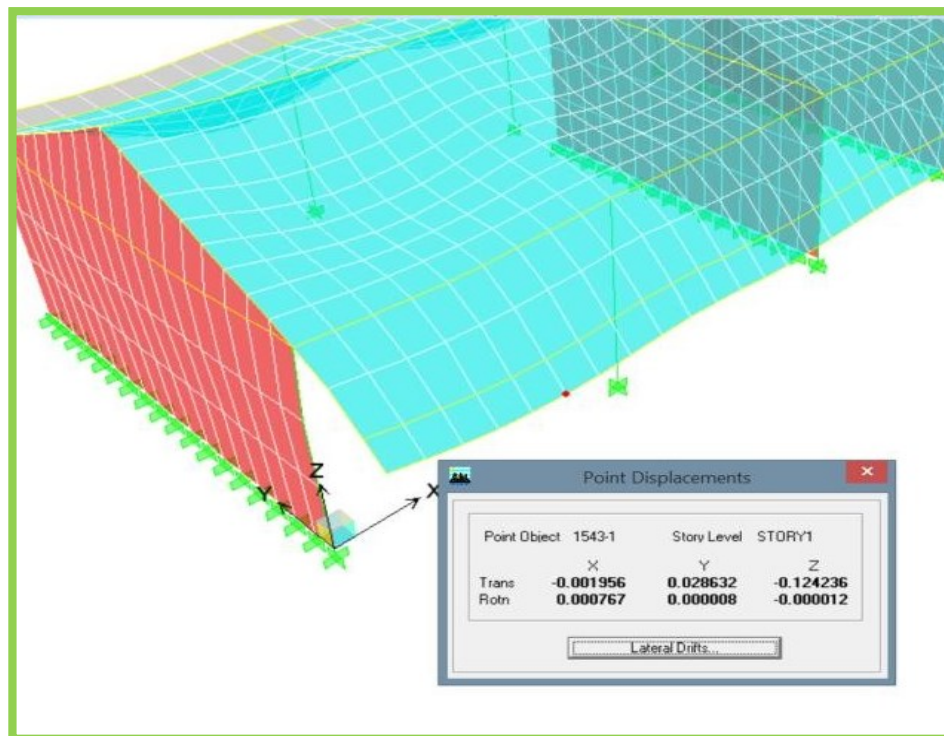 Z
Y
X
Point Displacements
Point Object 1543-1 Story Level STORY1
X Y Z
Trans -0.001956 0.028632 -0.124236
Rotn 0.000767 0.000008 -0.000012
Lateral Drifts...